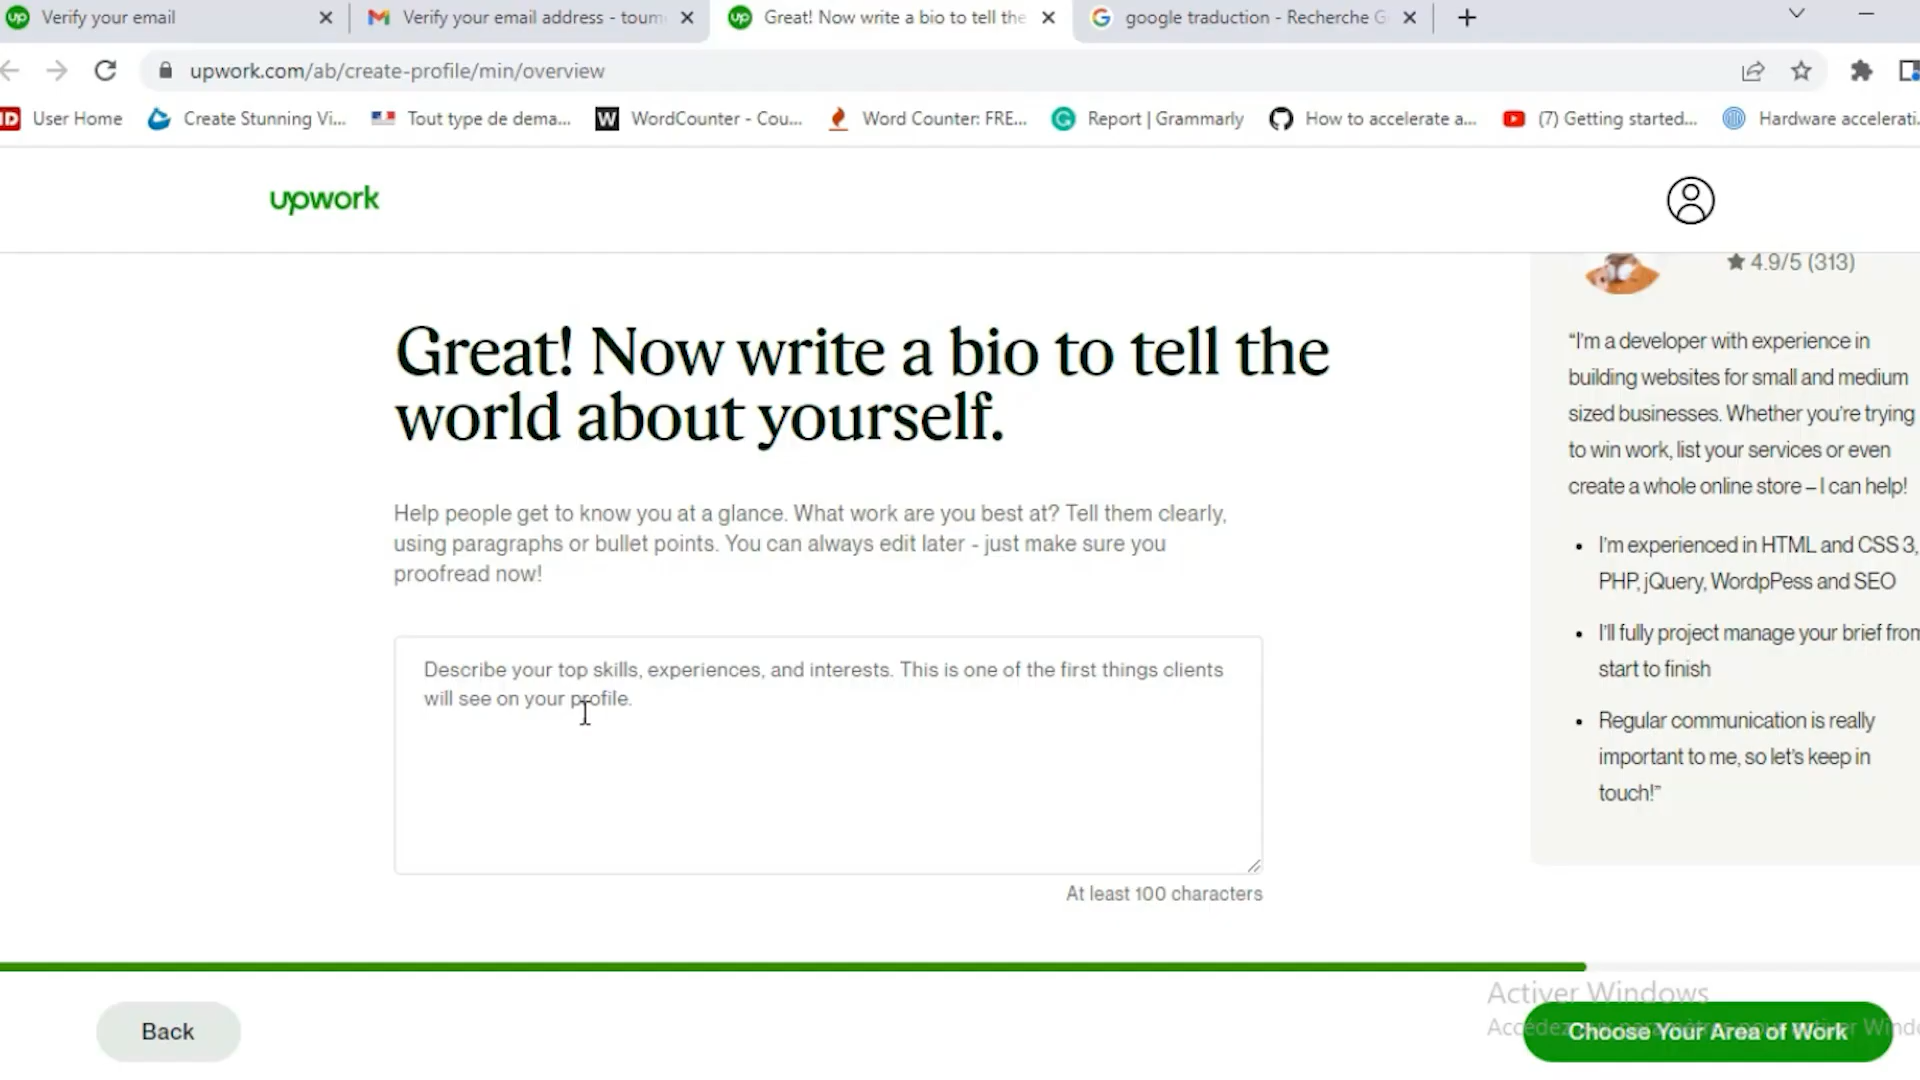 Verify your email
Verify your email address - toum
Great! Now write a bio to tell the
google traduction - Recherche G
upwork.com/ab/create-profile/min/overview
User Home
Create Stunning Vi...
Tout type de dema...
W
WordCounter - Cou...
Word Counter: FRE...
Report | Grammarly
How to accelerate a...
(7) Getting started...
Hardware accelerati
upwork
4.9/5 (313)
Great! Now write a bio to tell the
world about yourself.
Help people get to know you at a glance. What work are you best at? Tell them clearly,
using paragraphs or bullet points. You can always edit later - just make sure you
proofread now!
Describe your top skills, experiences, and interests. This is one of the first things clients
will see on your profile.
At least 100 characters
“I'm a developer with experience in
building websites for small and medium
sized businesses. Whether you're trying
to win work, list your services or even
create a whole online store – I can help!
• I'm experienced in HTML and CSS 3,
PHP, jQuery, WordpPess and SEO
• I'll fully project manage your brief from
start to finish
• Regular communication is really
important to me, so let's keep in
touch!”
Activer Windows
Back
Choose Your Area of Work